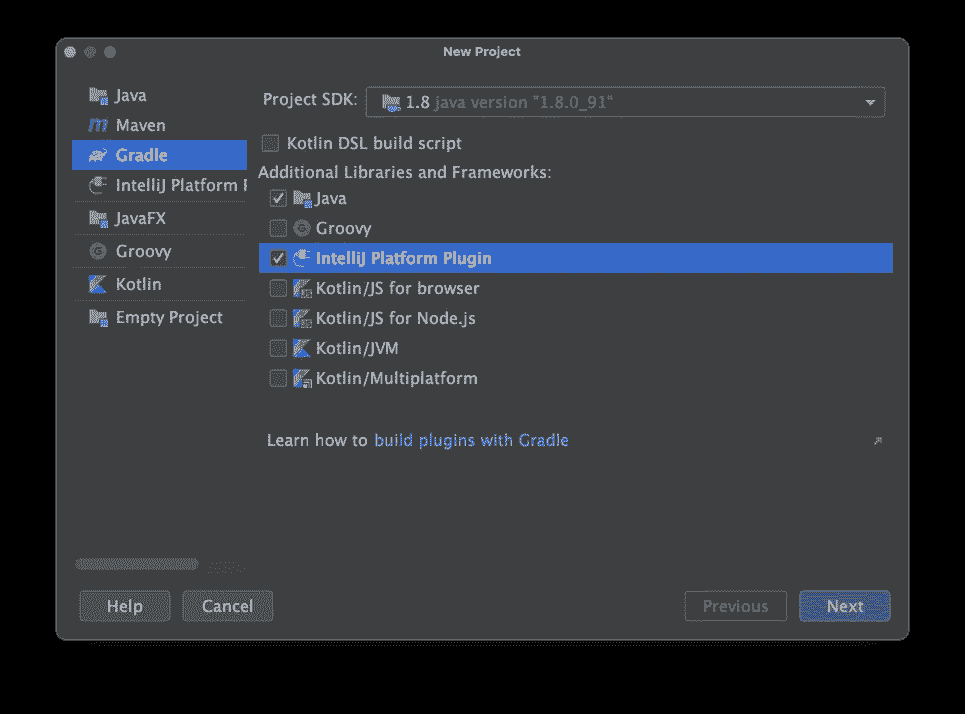 New Project
Java
Maven
Gradle
IntelliJ Platform
JavaFX
Groovy
Kotlin
Empty Project
Project SDK: 1.8 java version "1.8.0_91"
Kotlin DSL build script
Additional Libraries and Frameworks:
Java
Groovy
IntelliJ Platform Plugin
Kotlin/JS for browser
Kotlin/JS for Node.js
Kotlin/JVM
Kotlin/Multiplatform
Learn how to build plugins with Gradle
Help Cancel Previous Next